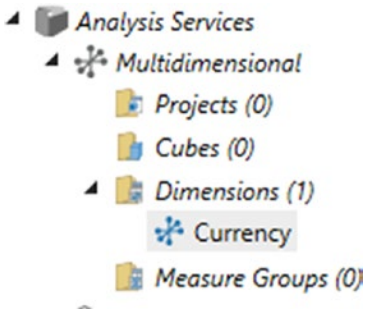 Analysis Services
Multidimensional
Projects (0)
Cubes (0)
Dimensions (1)
Currency
Measure Groups (0)